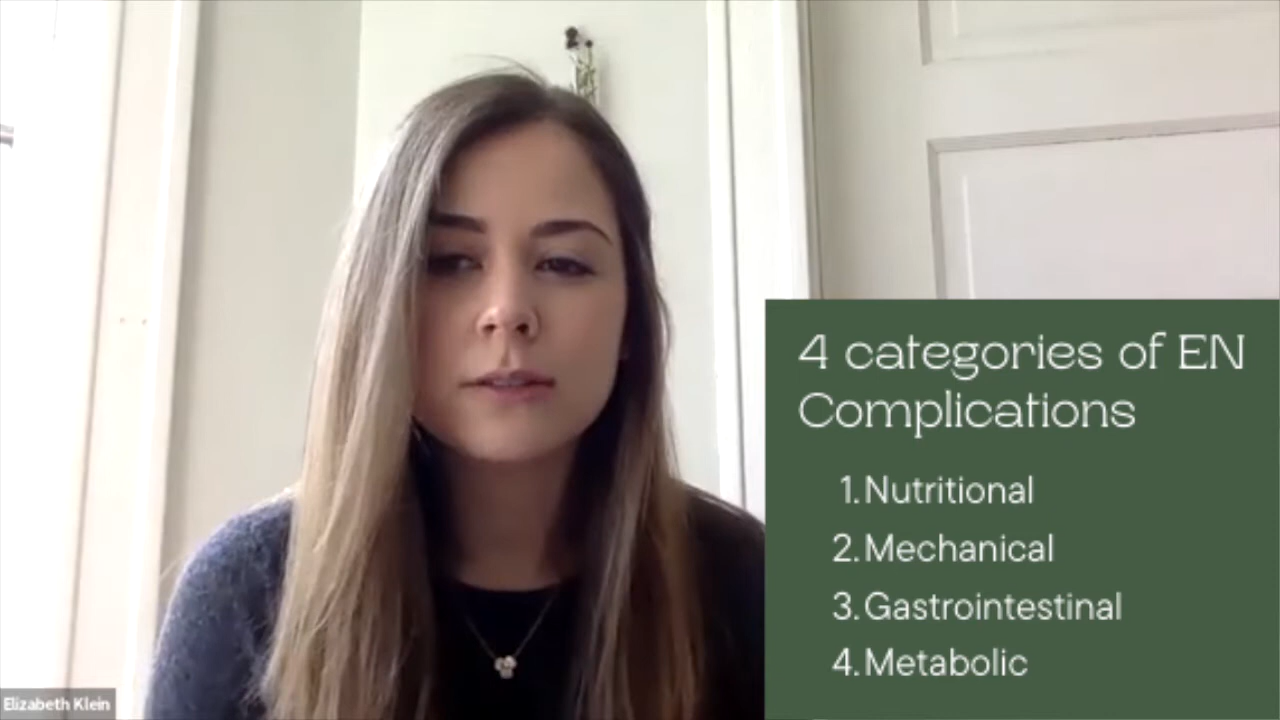 4 categories of EN
Complications
1. Nutritional
2. Mechanical
3. Gastrointestinal
4. Metabolic
Elizabeth Klein